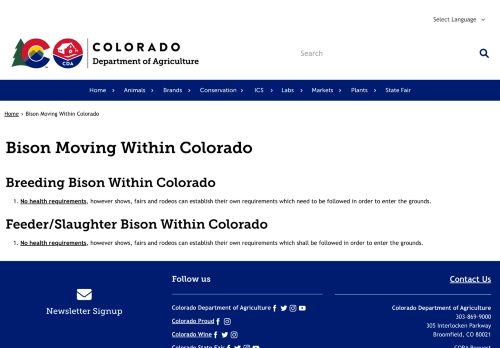 Select Language
COLORADO
Department of Agriculture
CO
CDA
Search
Home
Animals
Brands
Conservation
ICS
Labs
Markets
Plants
State Fair
Home › Bison Moving Within Colorado
Bison Moving Within Colorado
Breeding Bison Within Colorado
1. No health requirements, however shows, fairs and rodeos can establish their own requirements which need to be followed in order to enter the grounds.
Feeder/Slaughter Bison Within Colorado
1. No health requirements, however shows, fairs and rodeos can establish their own requirements which shall be followed in order to enter the grounds.
Newsletter Signup
Follow us
Colorado Department of Agriculture
Colorado Proud
Colorado Wine
Colorado State Fair
Contact Us
Colorado Department of Agriculture
303-869-9000
305 Interlocken Parkway
Broomfield, CO 80021
CORA Request